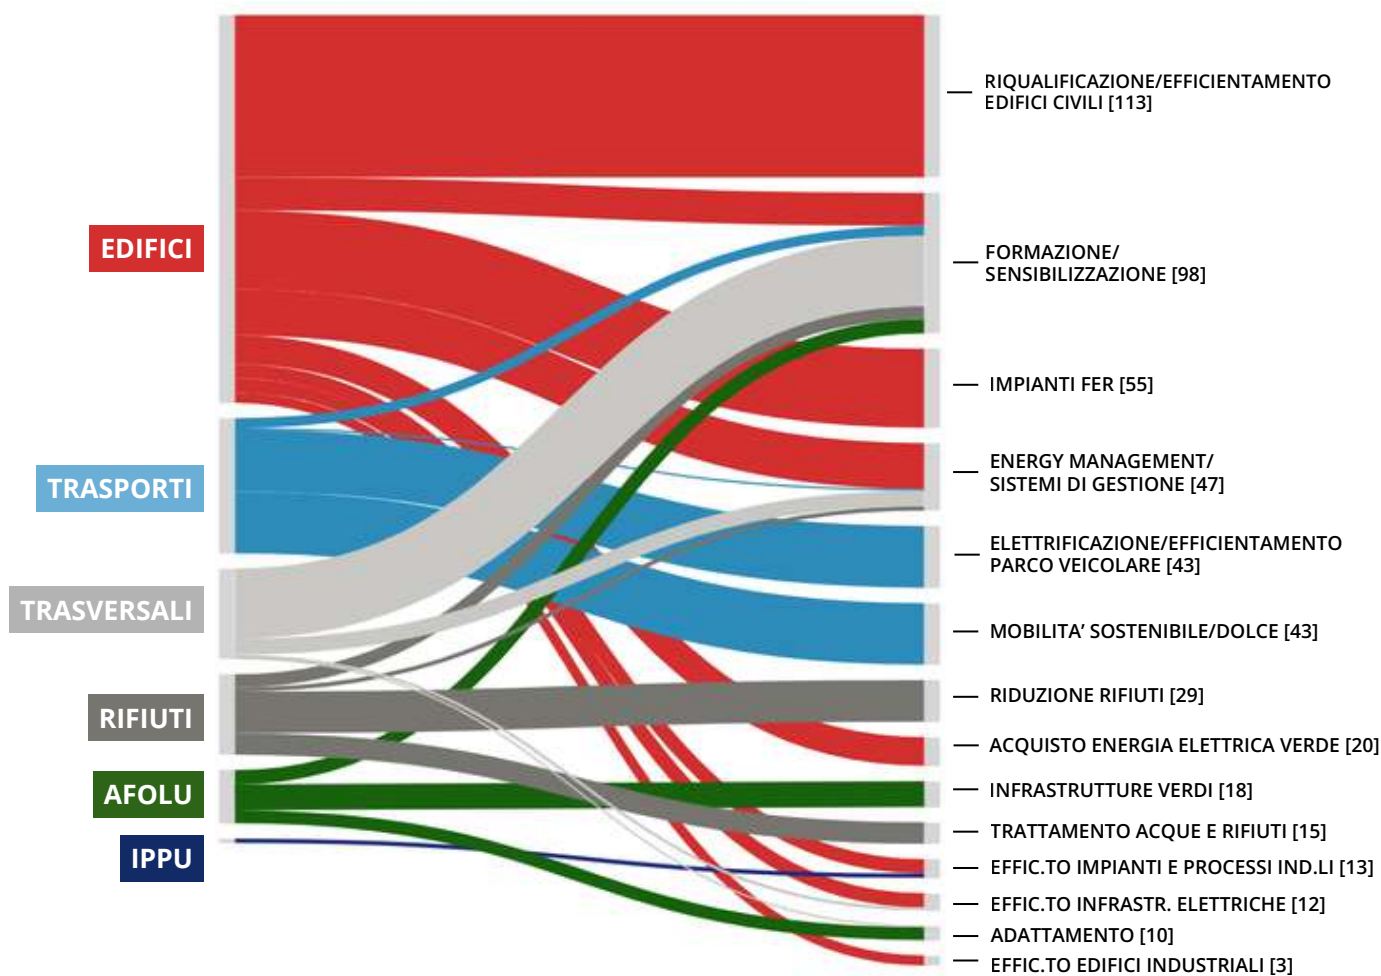 EDIFICI
TRASPORTI
TRASVERSALI
RIFIUTI
AFOLU
IPPU
RIQUALIFICAZIONE/EFFICIENTAMENTO
EDIFICI CIVILI [113]
FORMAZIONE/
SENSIBILIZZAZIONE [98]
IMPIANTI FER [55]
ENERGY MANAGEMENT/
SISTEMI DI GESTIONE [47]
ELETTRIFICAZIONE/EFFICIENTAMENTO
PARCO VEICOLARE [43]
MOBILITA’ SOSTENIBILE/DOLCE [43]
RIDUZIONE RIFIUTI [29]
ACQUISTO ENERGIA ELETTRICA VERDE [20]
INFRASTRUTTURE VERDI [18]
TRATTAMENTO ACQUE E RIFIUTI [15]
EFFIC.TO IMPIANTI E PROCESSI IND.LI [13]
EFFIC.TO INFRASTR. ELETTRICHE [12]
ADATTAMENTO [10]
EFFIC.TO EDIFICI INDUSTRIALI [3]